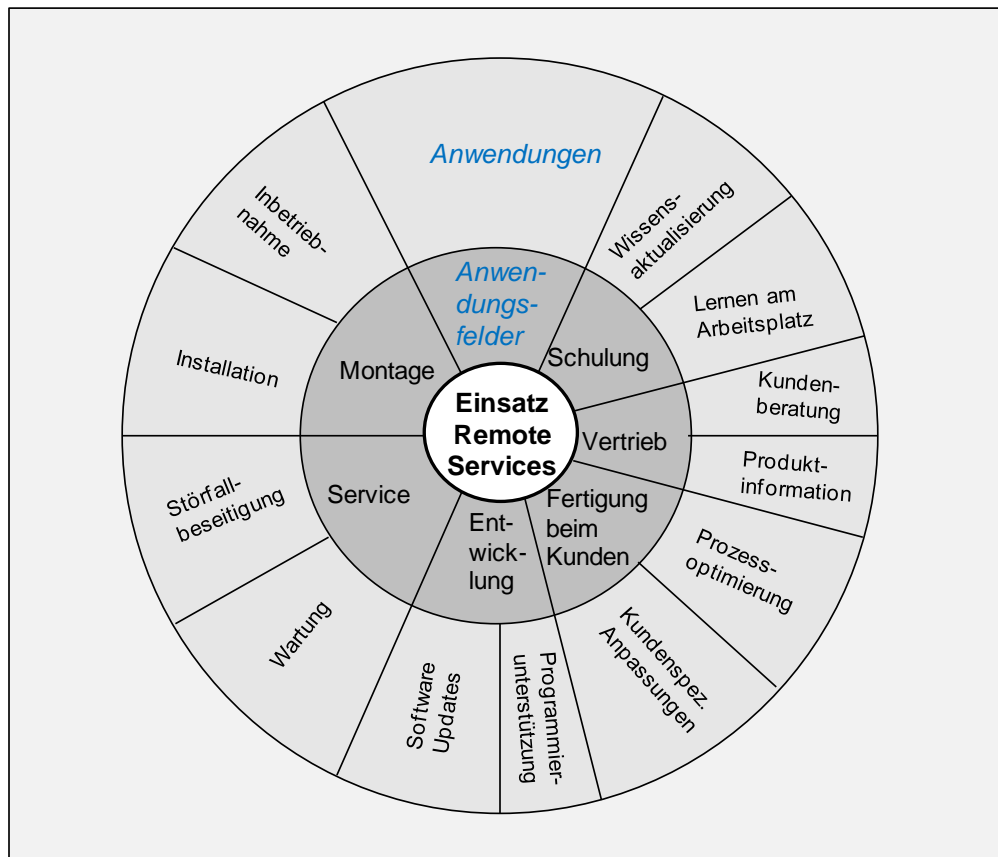 Anwendungen
Anwen-
dungs-
felder
Einsatz
Remote
Services
Schulung
Wissens-
aktualisierung
Lernen am
Arbeitsplatz
Vertrieb
Kunden-
beratung
Produkt-
information
Fertigung
beim
Kunden
Prozess-
optimierung
Kundenspez.
Anpassungen
Ent-
wick-
lung
Programmier-
unterstützung
Software
Updates
Service
Wartung
Störfall-
beseitigung
Montage
Installation
Inbetrieb-
nahme